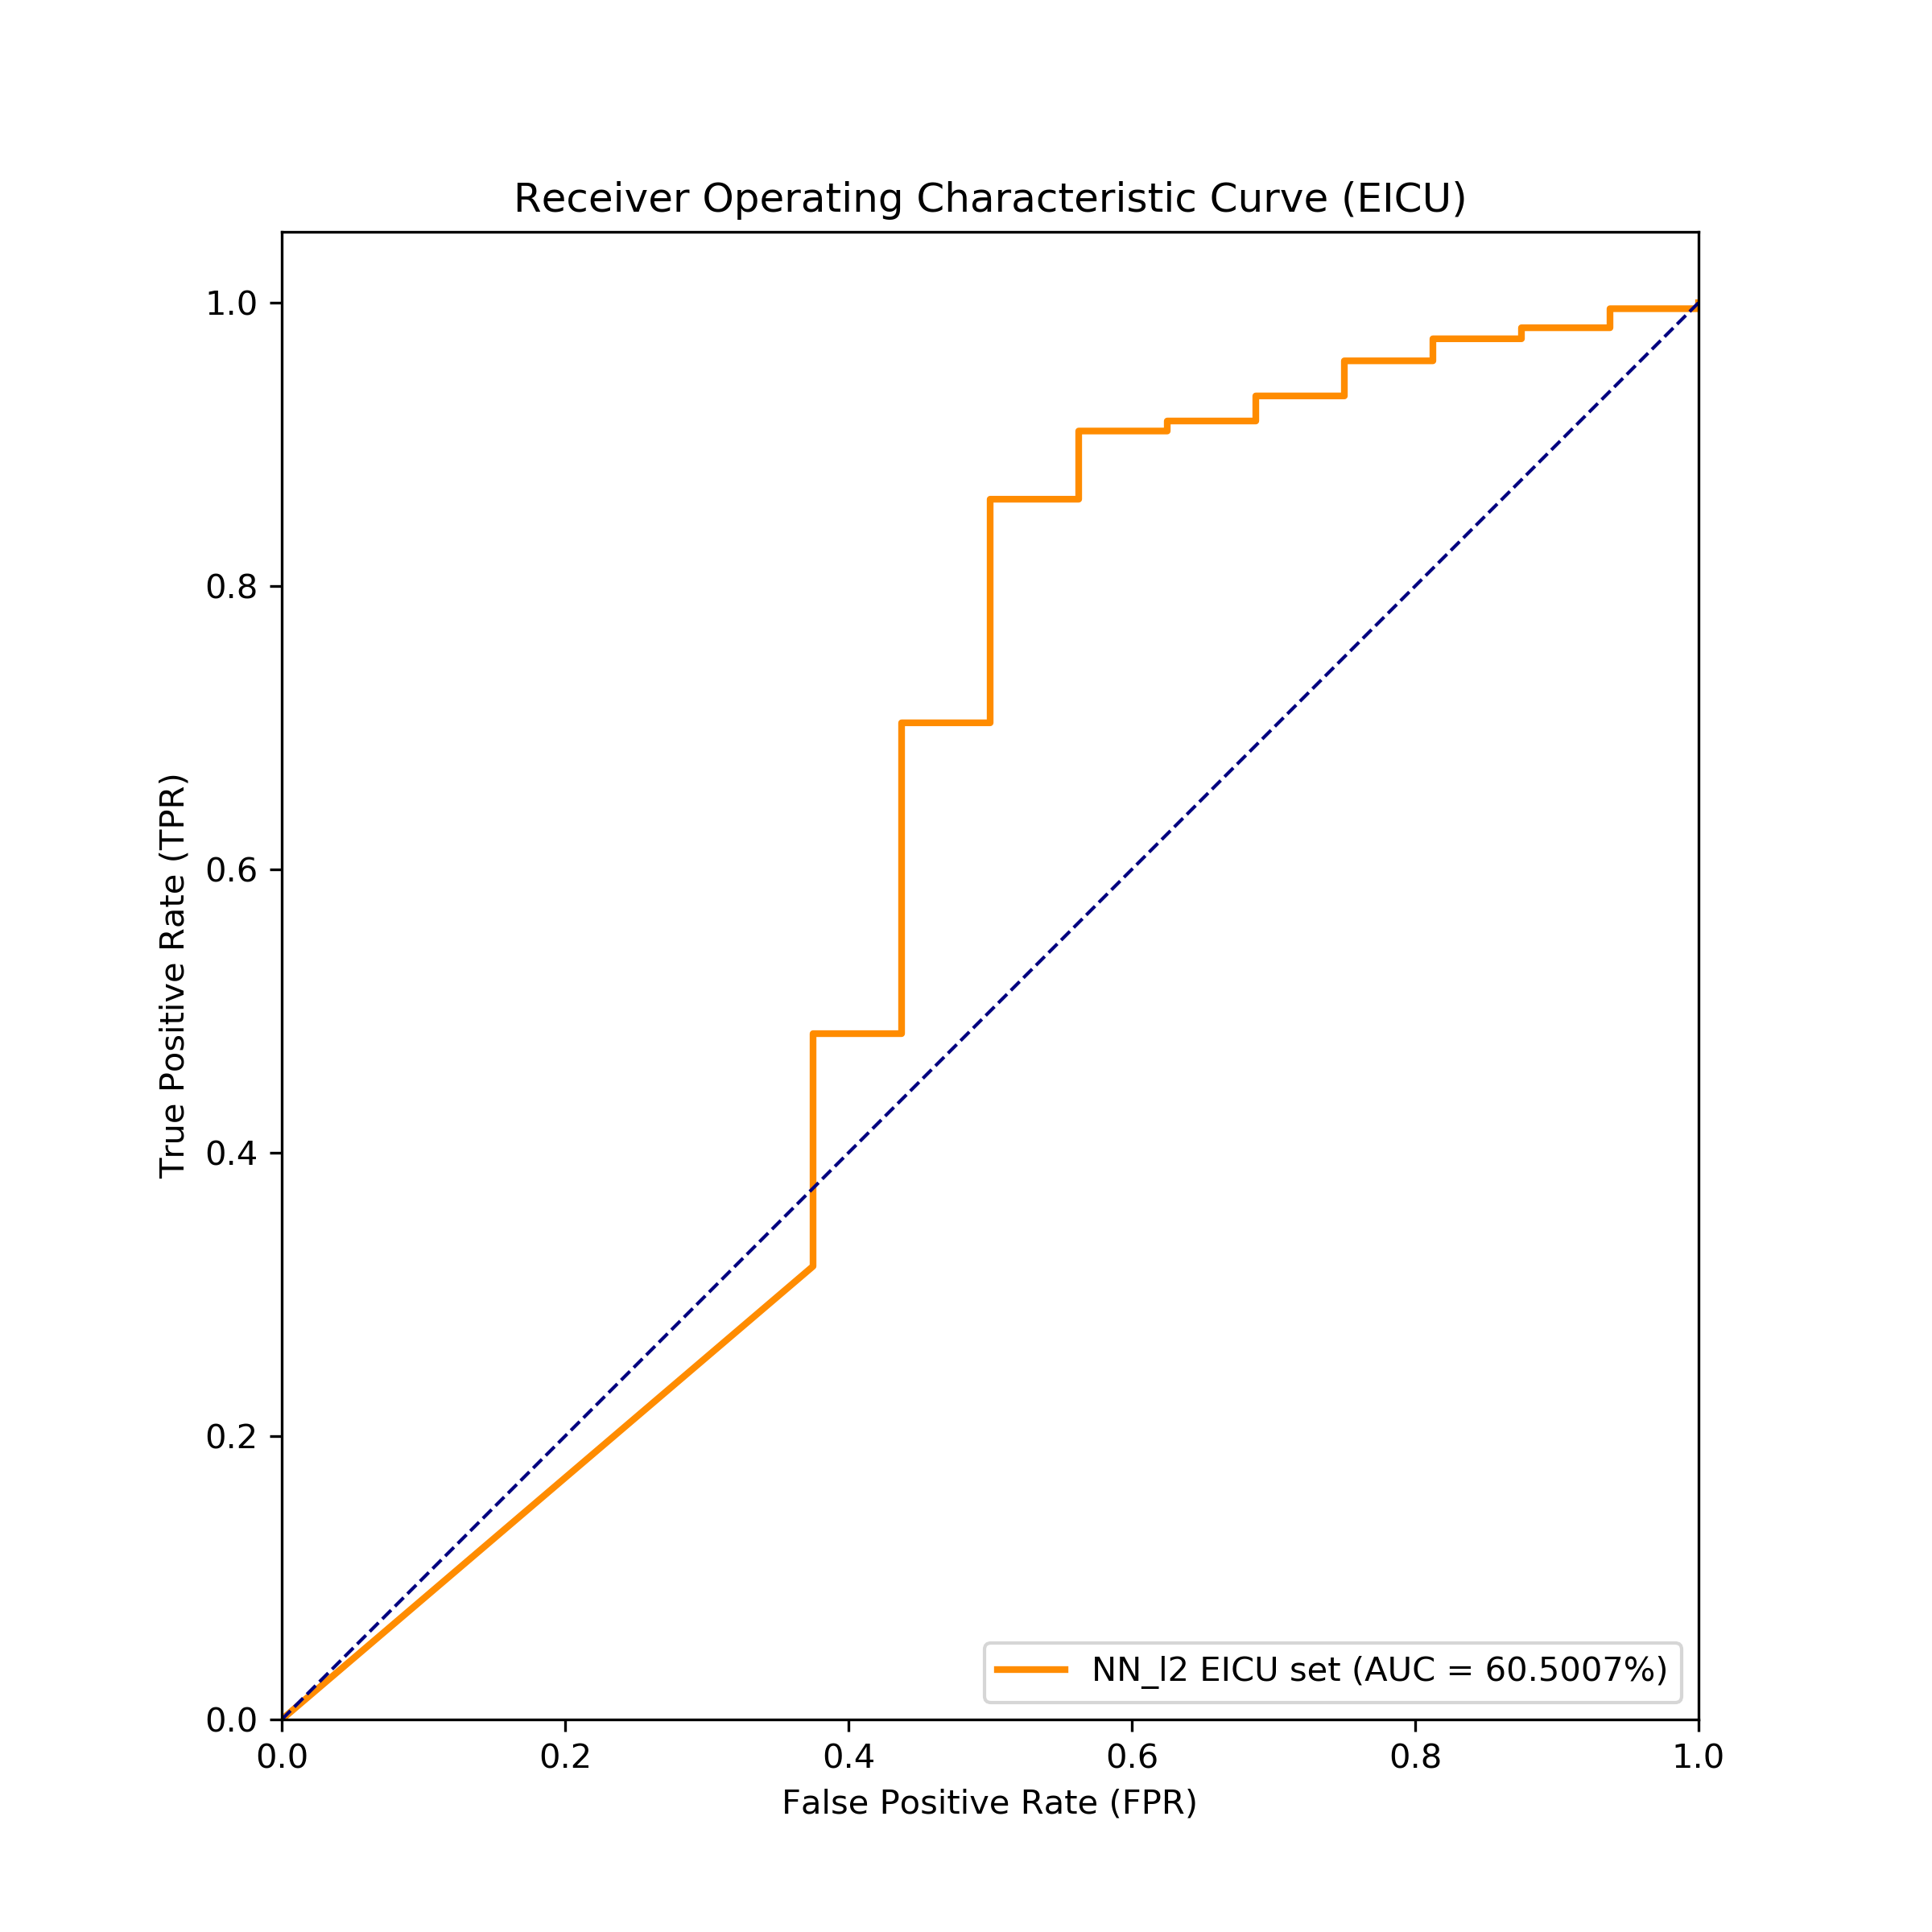 Receiver Operating Characteristic Curve (EICU)
True Positive Rate (TPR)
1.0
0.8
0.6
0.4
0.2
0.0
NN_l2 EICU set (AUC = 60.5007%)
0.0 0.2 0.4 0.6 0.8 1.0
False Positive Rate (FPR)